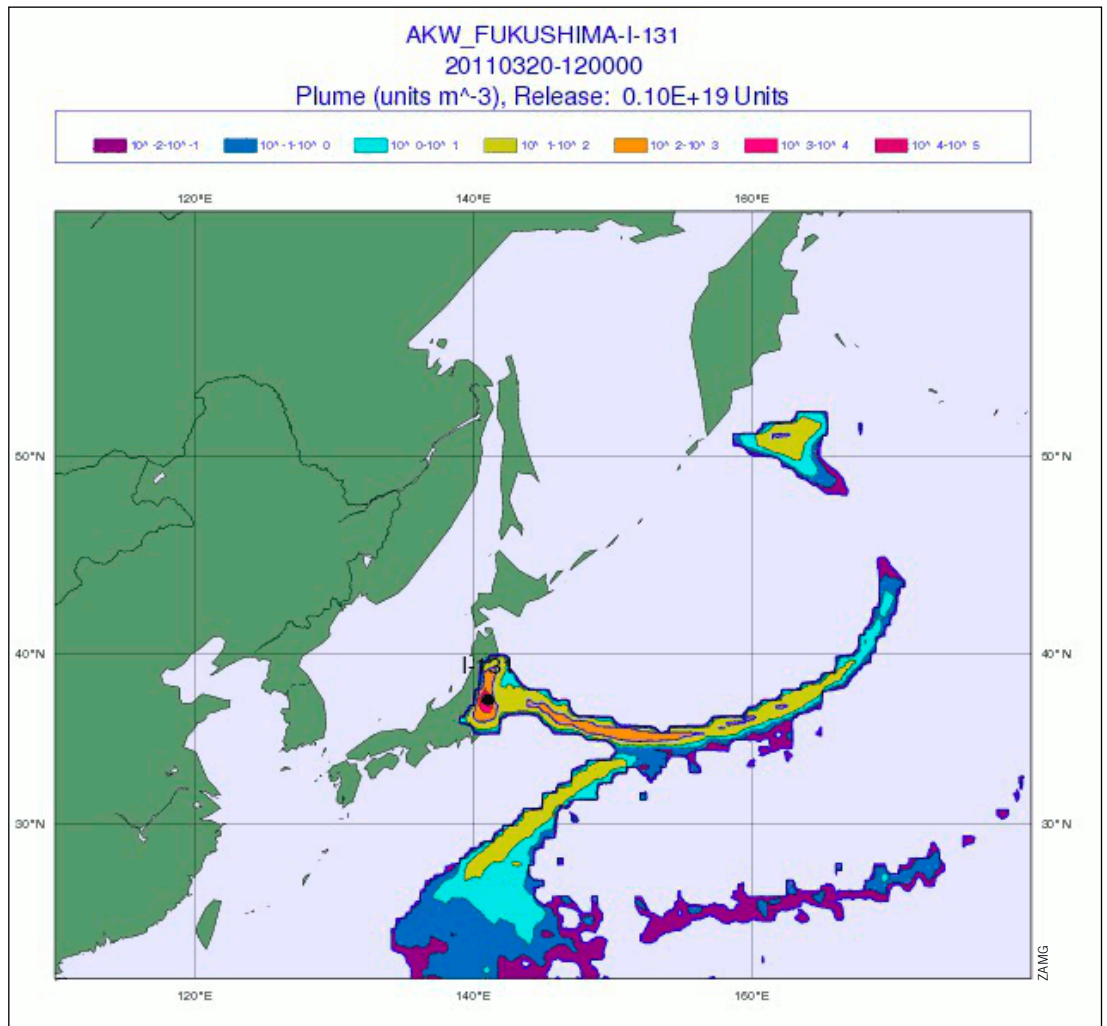 AKW_FUKUSHIMA-I-131
20110320-120000
Plume (units m^-3), Release: 0.10E+19 Units
10^ -2-10^ -1 10^ -1-10^ 0 10^ 0-10^ 1 10^ 1-10^ 2 10^ 2-10^ 3 10^ 3-10^ 4 10^ 4-10^ 5
120°E 140°E 160°E
50°N 50°N
40°N 40°N
30°N 30°N
120°E 140°E 160°E
ZAMG